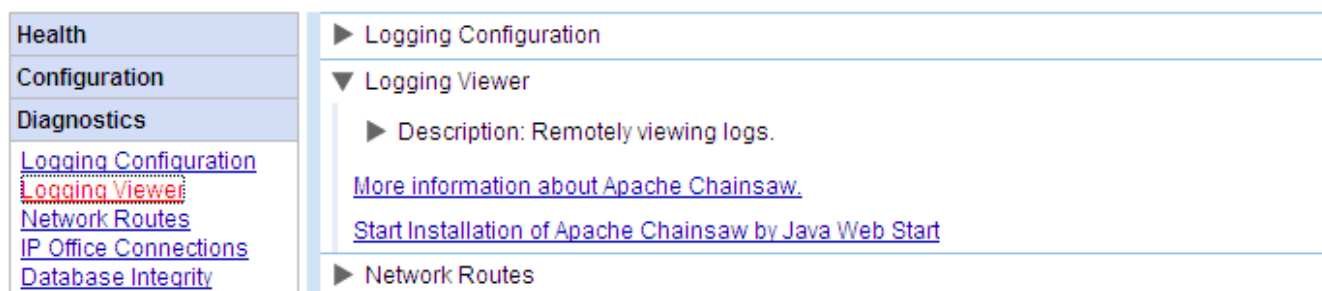 Health
Configuration
Diagnostics
Logging Configuration
Logging Viewer
Network Routes
IP Office Connections
Database Integrity
Logging Configuration
Logging Viewer
Description: Remotely viewing logs.
More information about Apache Chainsaw.
Start Installation of Apache Chainsaw by Java Web Start
Network Routes